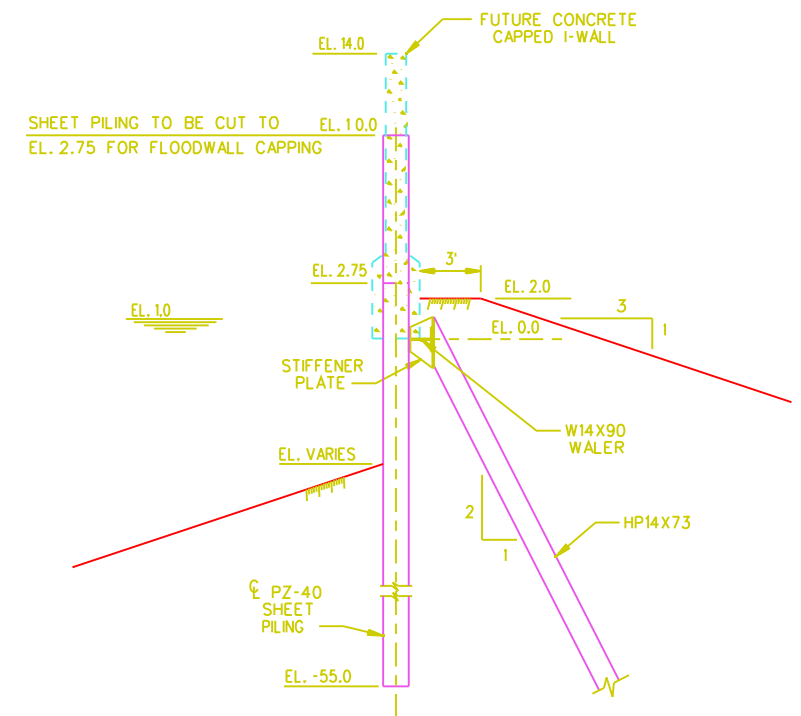 FUTURE CONCRETE
CAPPED I-WALL
EL. 14.0
SHEET PILING TO BE CUT TO
EL. 10.0
EL. 2.75 FOR FLOODWALL CAPPING
3'
EL. 2.75
EL. 2.0
EL. 1.0
3
1
EL. 0.0
STIFFENER
PLATE
W14X90
WALER
EL. VARIES
2
1
HP14X73
℄ PZ-40
SHEET
PILING
EL. -55.0